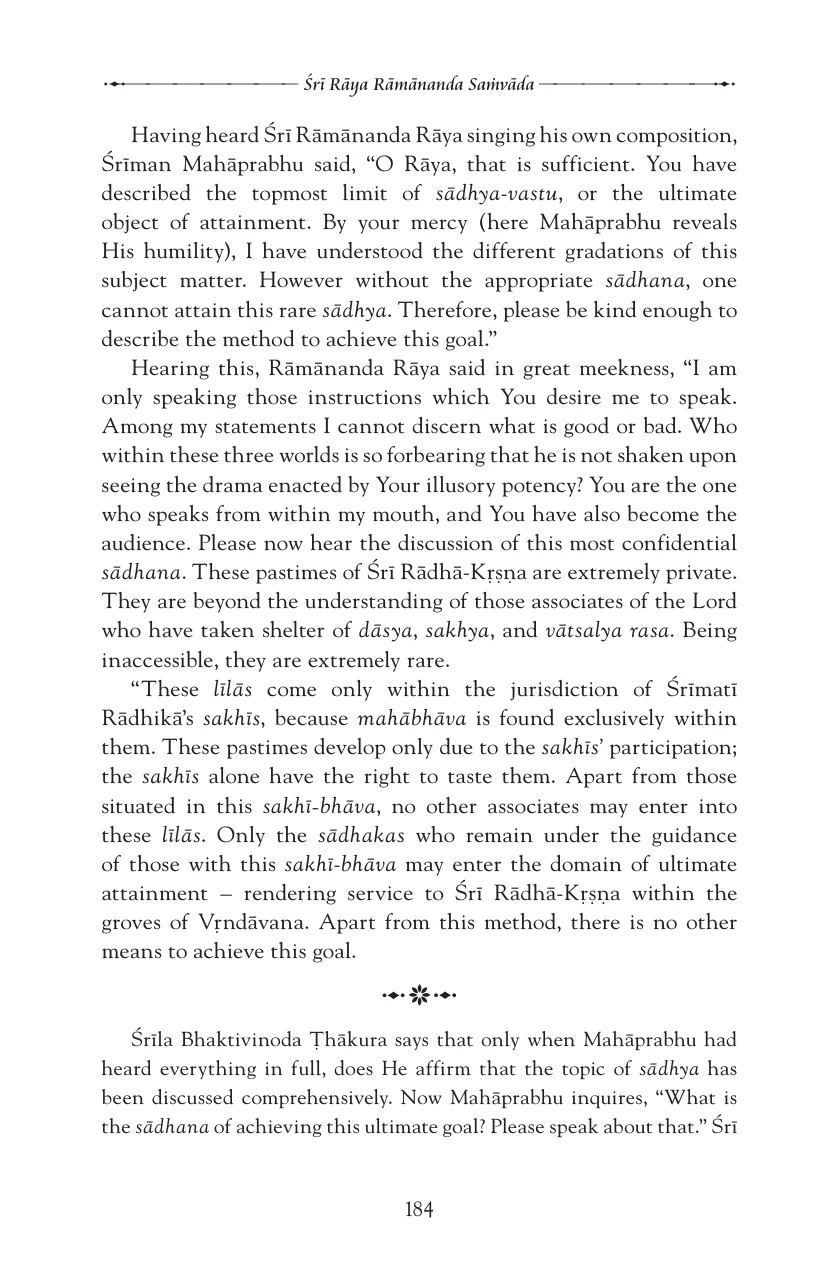 Śrī Rāya Rāmānanda Saṁvāda
Having heard Śrī Rāmānanda Rāya singing his own composition,
Śrīman Mahāprabhu said, “O Rāya, that is sufficient. You have
described the topmost limit of sādhya-vastu, or the ultimate
object of attainment. By your mercy (here Mahāprabhu reveals
His humility), I have understood the different gradations of this
subject matter. However without the appropriate sādhana, one
cannot attain this rare sādhya. Therefore, please be kind enough to
describe the method to achieve this goal.”
Hearing this, Rāmānanda Rāya said in great meekness, “I am
only speaking those instructions which You desire me to speak.
Among my statements I cannot discern what is good or bad. Who
within these three worlds is so forbearing that he is not shaken upon
seeing the drama enacted by Your illusory potency? You are the one
who speaks from within my mouth, and You have also become the
audience. Please now hear the discussion of this most confidential
sādhana. These pastimes of Śrī Rādhā-Kṛṣṇa are extremely private.
They are beyond the understanding of those associates of the Lord
who have taken shelter of dāsya, sakhya, and vātsalya rasa. Being
inaccessible, they are extremely rare.
“These līlās come only within the jurisdiction of Śrīmatī
Rādhikā’s sakhīs, because mahābhāva is found exclusively within
them. These pastimes develop only due to the sakhīs’ participation;
the sakhīs alone have the right to taste them. Apart from those
situated in this sakhī-bhāva, no other associates may enter into
these līlās. Only the sādhakas who remain under the guidance
of those with this sakhī-bhāva may enter the domain of ultimate
attainment – rendering service to Śrī Rādhā-Kṛṣṇa within the
groves of Vṛndāvana. Apart from this method, there is no other
means to achieve this goal.
Śrīla Bhaktivinoda Ṭhākura says that only when Mahāprabhu had
heard everything in full, does He affirm that the topic of sādhya has
been discussed comprehensively. Now Mahāprabhu inquires, “What is
the sādhana of achieving this ultimate goal? Please speak about that.” Śrī
184